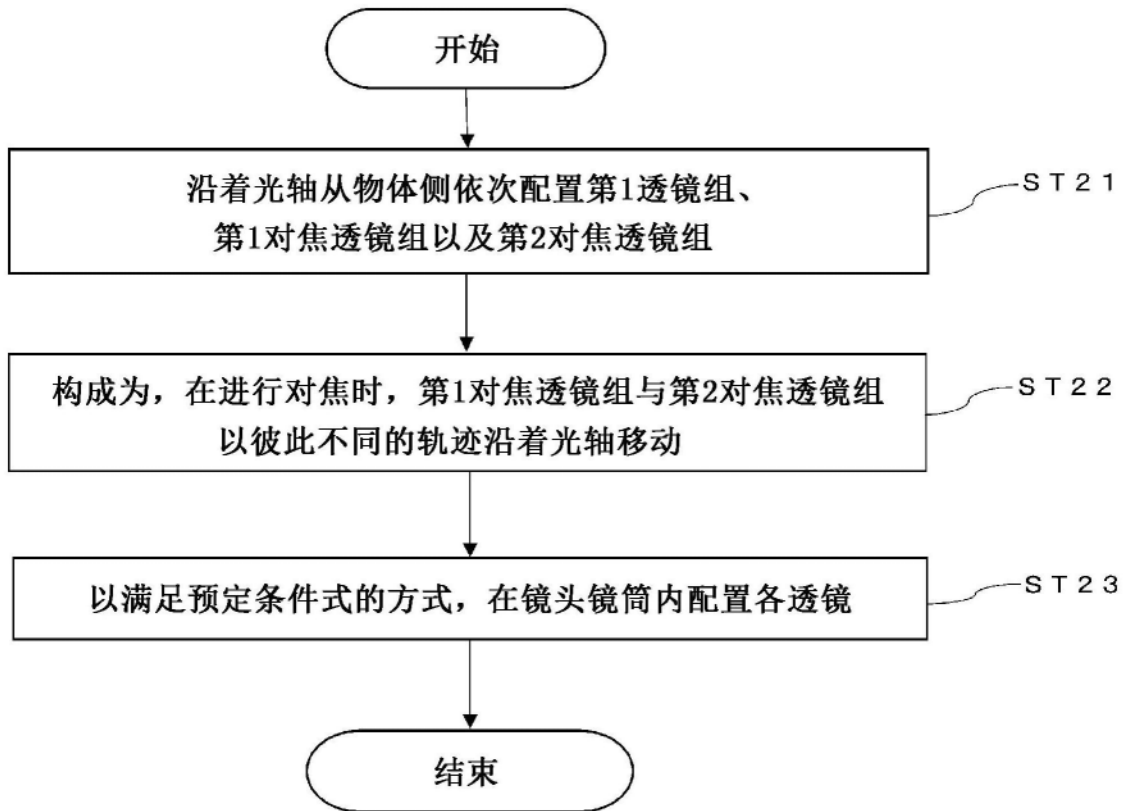 开始
沿着光轴从物体侧依次配置第1透镜组、
第1对焦透镜组以及第2对焦透镜组
ST21
构成为，在进行对焦时，第1对焦透镜组与第2对焦透镜组
以彼此不同的轨迹沿着光轴移动
ST22
以满足预定条件式的方式，在镜头镜筒内配置各透镜
ST23
结束